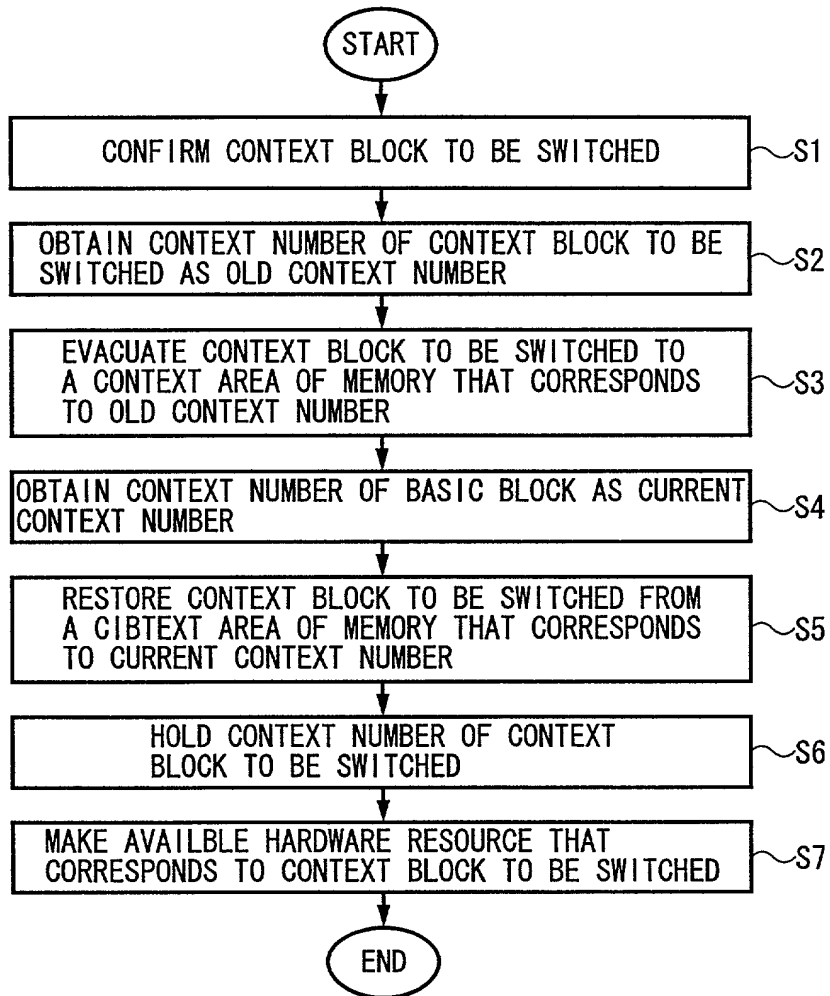 START
CONFIRM CONTEXT BLOCK TO BE SWITCHED
S1
OBTAIN CONTEXT NUMBER OF CONTEXT BLOCK TO BE
SWITCHED AS OLD CONTEXT NUMBER
S2
EVACUATE CONTEXT BLOCK TO BE SWITCHED TO
A CONTEXT AREA OF MEMORY THAT CORRESPONDS
TO OLD CONTEXT NUMBER
S3
OBTAIN CONTEXT NUMBER OF BASIC BLOCK AS CURRENT
CONTEXT NUMBER
S4
RESTORE CONTEXT BLOCK TO BE SWITCHED FROM
A CIBTEXT AREA OF MEMORY THAT CORRESPONDS
TO CURRENT CONTEXT NUMBER
S5
HOLD CONTEXT NUMBER OF CONTEXT
BLOCK TO BE SWITCHED
S6
MAKE AVAILBLE HARDWARE RESOURCE THAT
CORRESPONDS TO CONTEXT BLOCK TO BE SWITCHED
S7
END